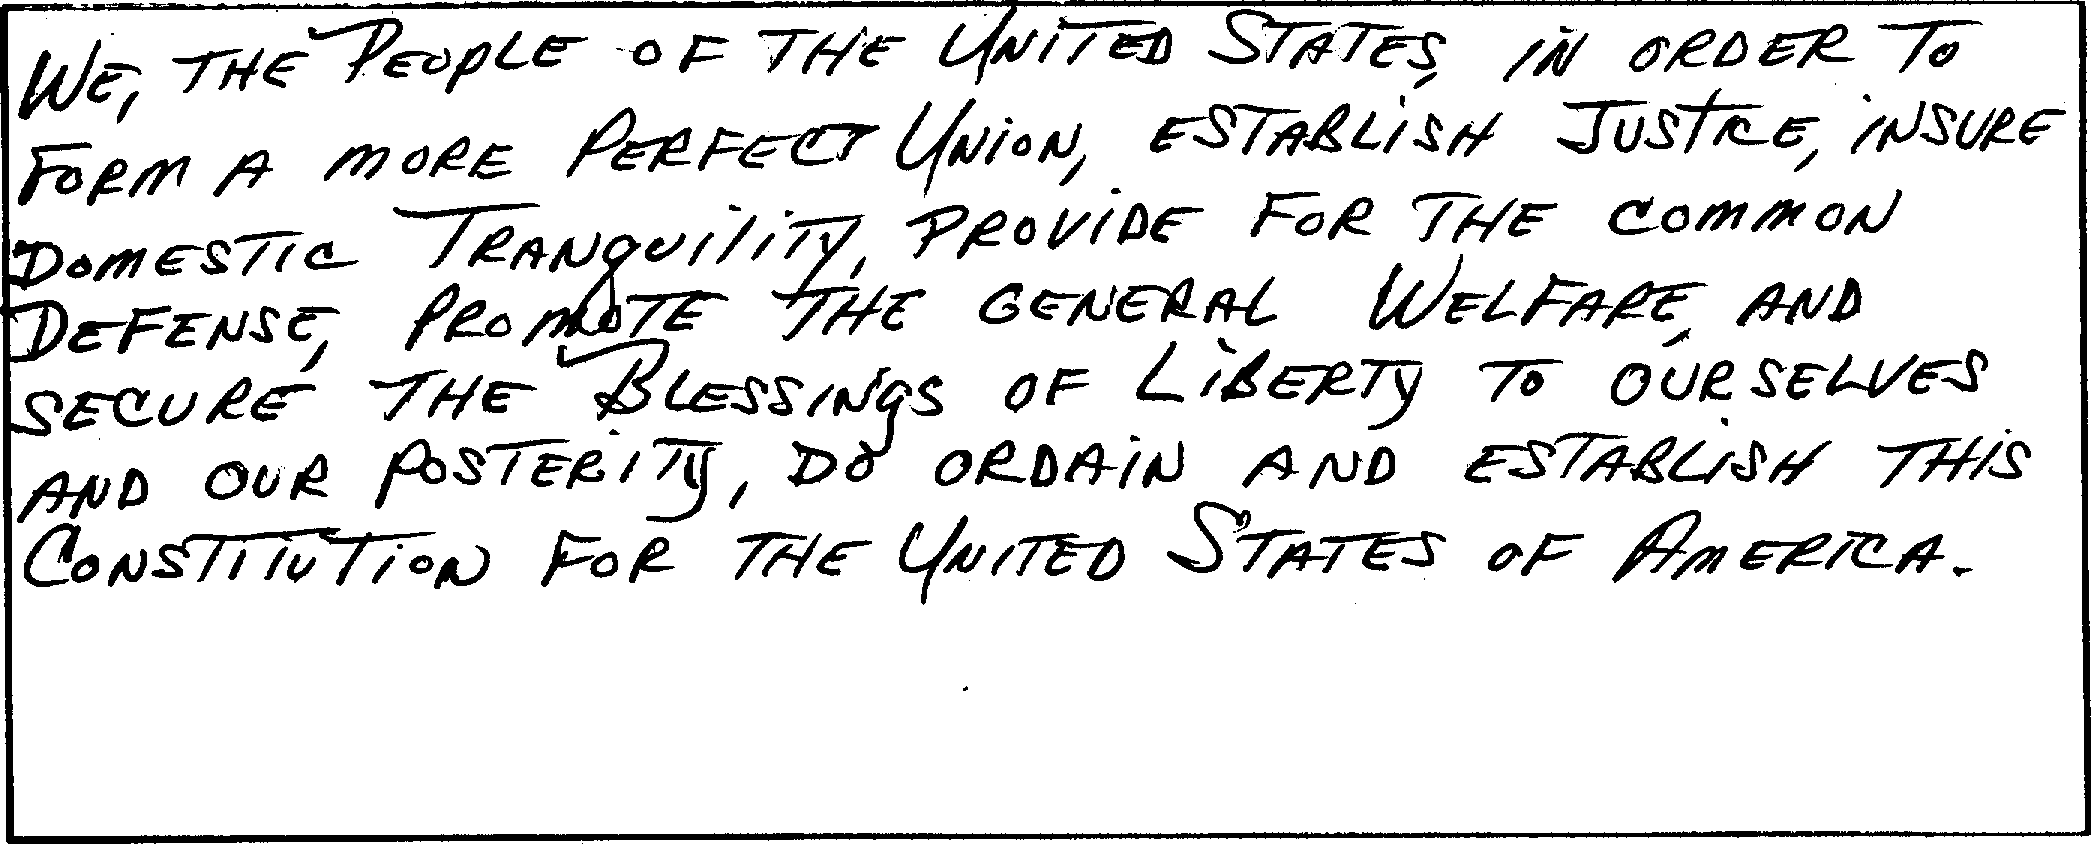 WE, THE PEOPLE OF THE UNITED STATES, IN ORDER TO
FORM A MORE PERFECT UNION, ESTABLISH JUSTICE, INSURE
DOMESTIC TRANQUILITY, PROVIDE FOR THE COMMON
DEFENSE, PROMOTE THE GENERAL WELFARE, AND
SECURE THE BLESSINGS OF LIBERTY TO OURSELVES
AND OUR POSTERITY, DO ORDAIN AND ESTABLISH THIS
CONSTITUTION FOR THE UNITED STATES OF AMERICA.